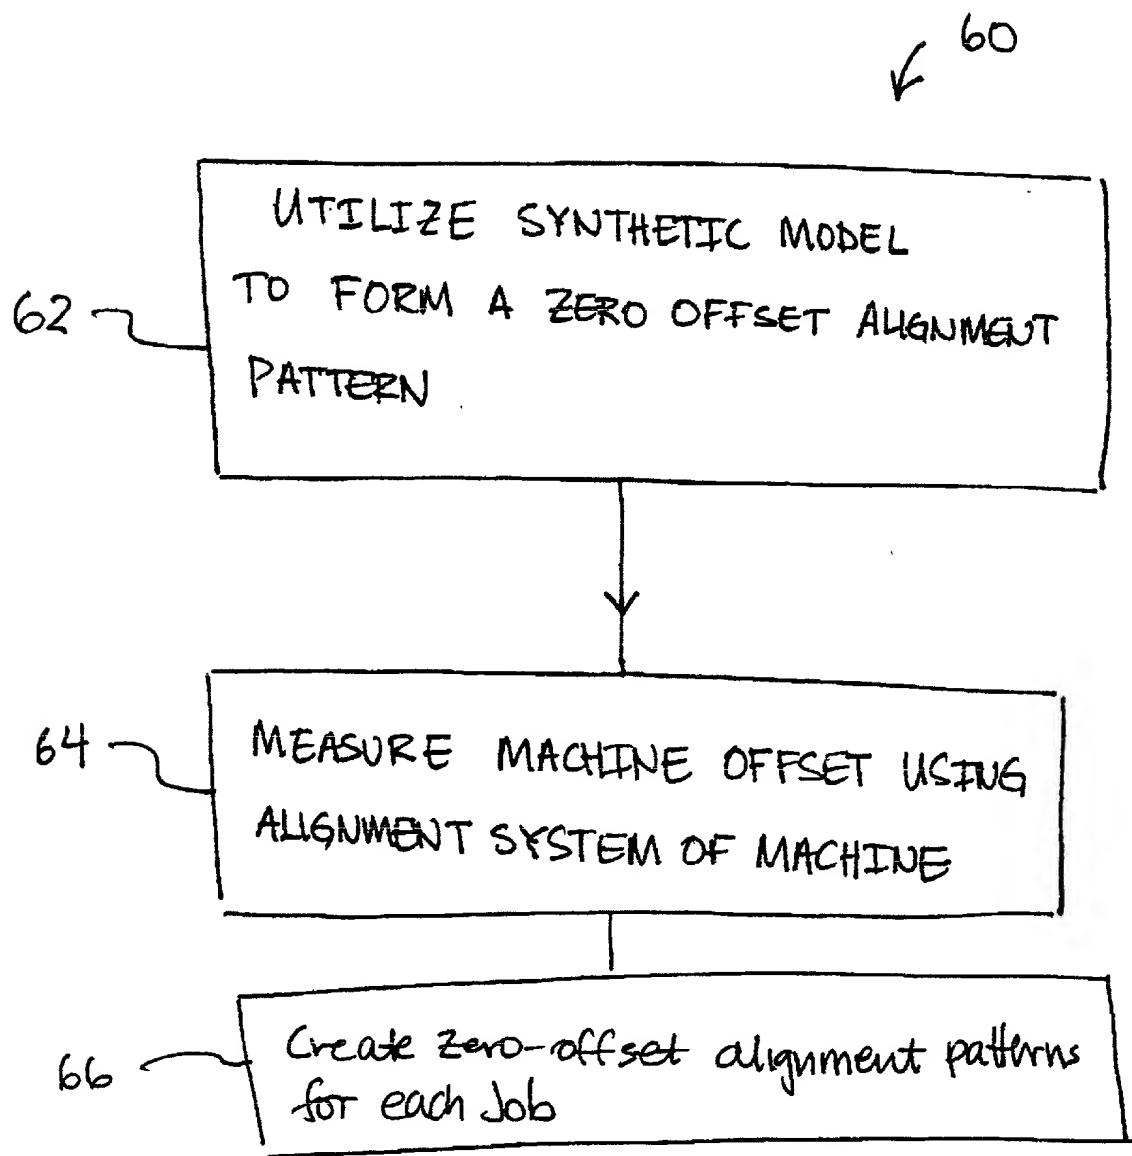 60
UTILIZE SYNTHETIC MODEL
62
TO FORM A ZERO OFFSET ALIGNMENT
PATTERN
64
MEASURE MACHINE OFFSET USING
ALIGNMENT SYSTEM OF MACHINE
66
Create zero-offset alignment patterns
for each Job